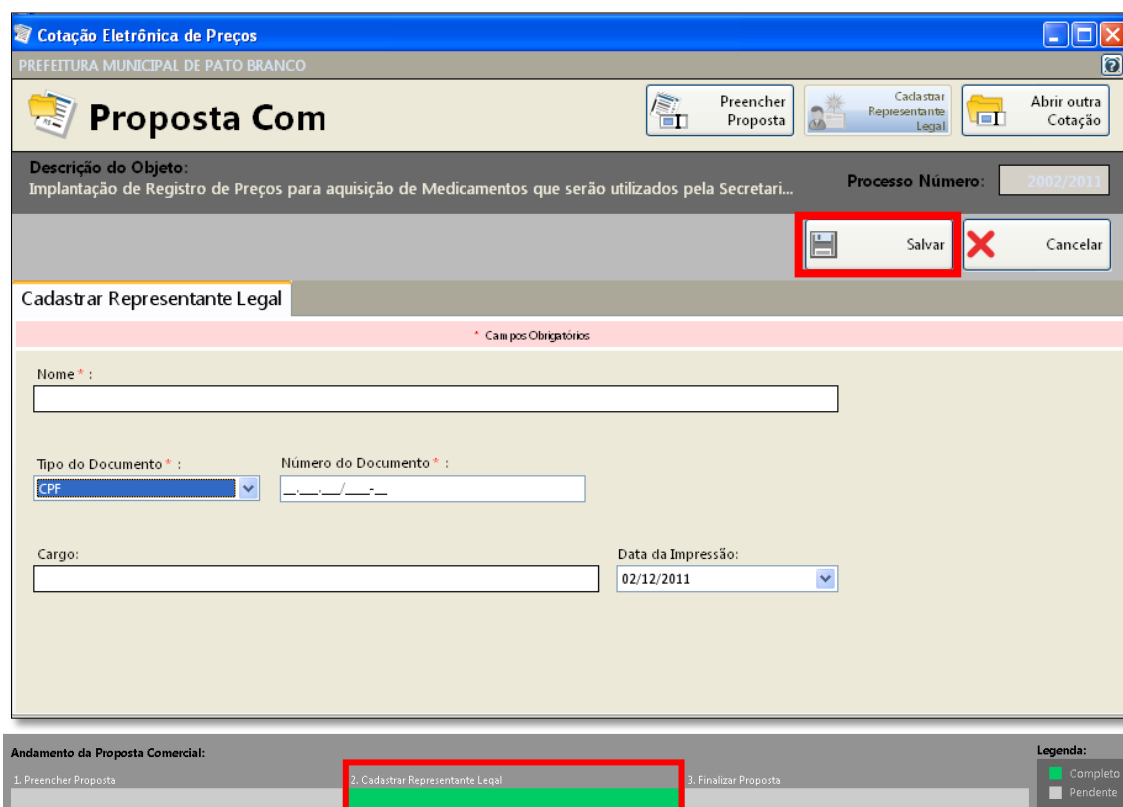 Cotação Eletrônica de Preços
PREFEITURA MUNICIPAL DE PATO BRANCO
Proposta Com
Preencher
Proposta
Cadastrar
Representante
Legal
Abrir outra
Cotação
Descrição do Objeto:
Implantação de Registro de Preços para aquisição de Medicamentos que serão utilizados pela Secretari...
Processo Número:
2002/2011
Salvar
Cancelar
Cadastrar Representante Legal
* Campos Obrigatórios
Nome * :
Tipo do Documento * :
Número do Documento * :
CPF
__.___.___/____-__
Cargo:
Data da Impressão:
02/12/2011
Andamento da Proposta Comercial:
Legenda:
1. Preencher Proposta
2. Cadastrar Representante Legal
3. Finalizar Proposta
Completo
Pendente